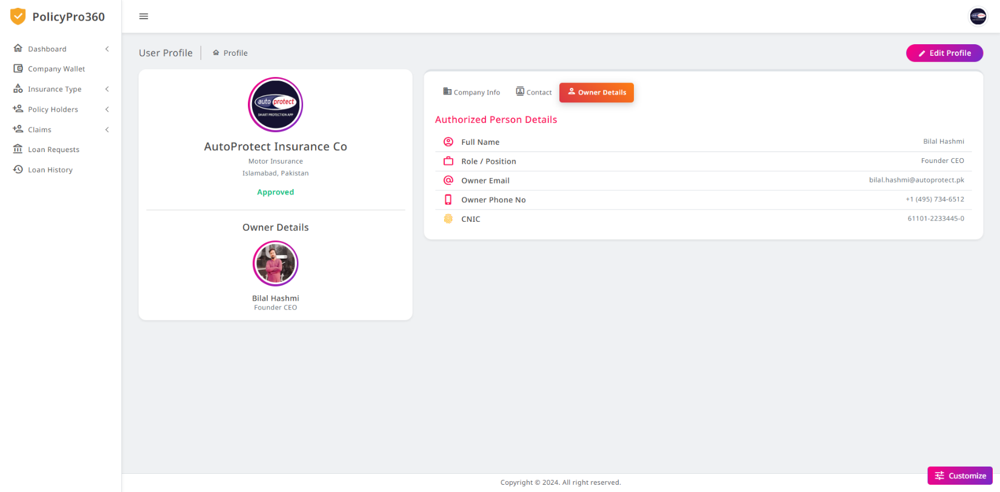 PolicyPro360
Dashboard
Company Wallet
Insurance Type
Policy Holders
Claims
Loan Requests
Loan History
User Profile
Profile
Edit Profile
auto protect
SMART PROTECTION APP
AutoProtect Insurance Co
Motor Insurance
Islamabad, Pakistan
Approved
Owner Details
Bilal Hashmi
Founder CEO
Company Info
Contact
Owner Details
Authorized Person Details
Full Name Bilal Hashmi
Role / Position Founder CEO
Owner Email bilal.hashmi@autoprotect.pk
Owner Phone No +1 (495) 734-6512
CNIC 61101-2233445-0
Customize
Copyright © 2024. All right reserved.